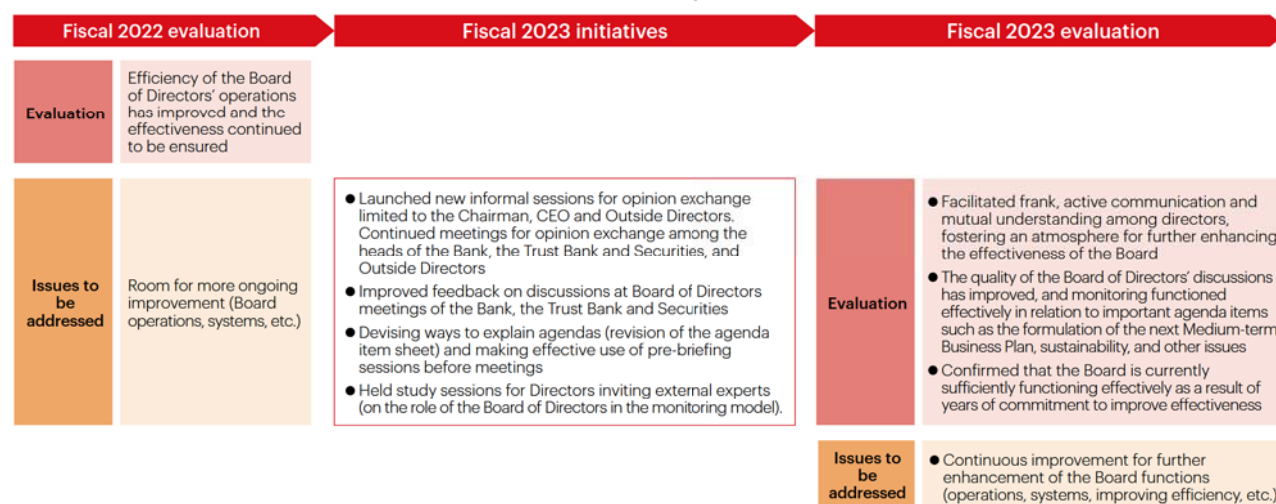 Fiscal 2022 evaluation
Fiscal 2023 initiatives
Fiscal 2023 evaluation
Evaluation
Efficiency of the Board
of Directors' operations
has improved and the
effectiveness continued
to be ensured
Issues to
be
addressed
Room for more ongoing
improvement (Board
operations, systems, etc.)
● Launched new informal sessions for opinion exchange
limited to the Chairman, CEO and Outside Directors.
Continued meetings for opinion exchange among the
heads of the Bank, the Trust Bank and Securities, and
Outside Directors
● Improved feedback on discussions at Board of Directors
meetings of the Bank, the Trust Bank and Securities
● Devising ways to explain agendas (revision of the agenda
item sheet) and making effective use of pre-briefing
sessions before meetings
● Held study sessions for Directors inviting external experts
(on the role of the Board of Directors in the monitoring model).
Evaluation
● Facilitated frank, active communication and
mutual understanding among directors,
fostering an atmosphere for further enhancing
the effectiveness of the Board
● The quality of the Board of Directors' discussions
has improved, and monitoring functioned
effectively in relation to important agenda items
such as the formulation of the next Medium-term
Business Plan, sustainability, and other issues
● Confirmed that the Board is currently
sufficiently functioning effectively as a result of
years of commitment to improve effectiveness
Issues to
be
addressed
● Continuous improvement for further
enhancement of the Board functions
(operations, systems, improving efficiency, etc.)